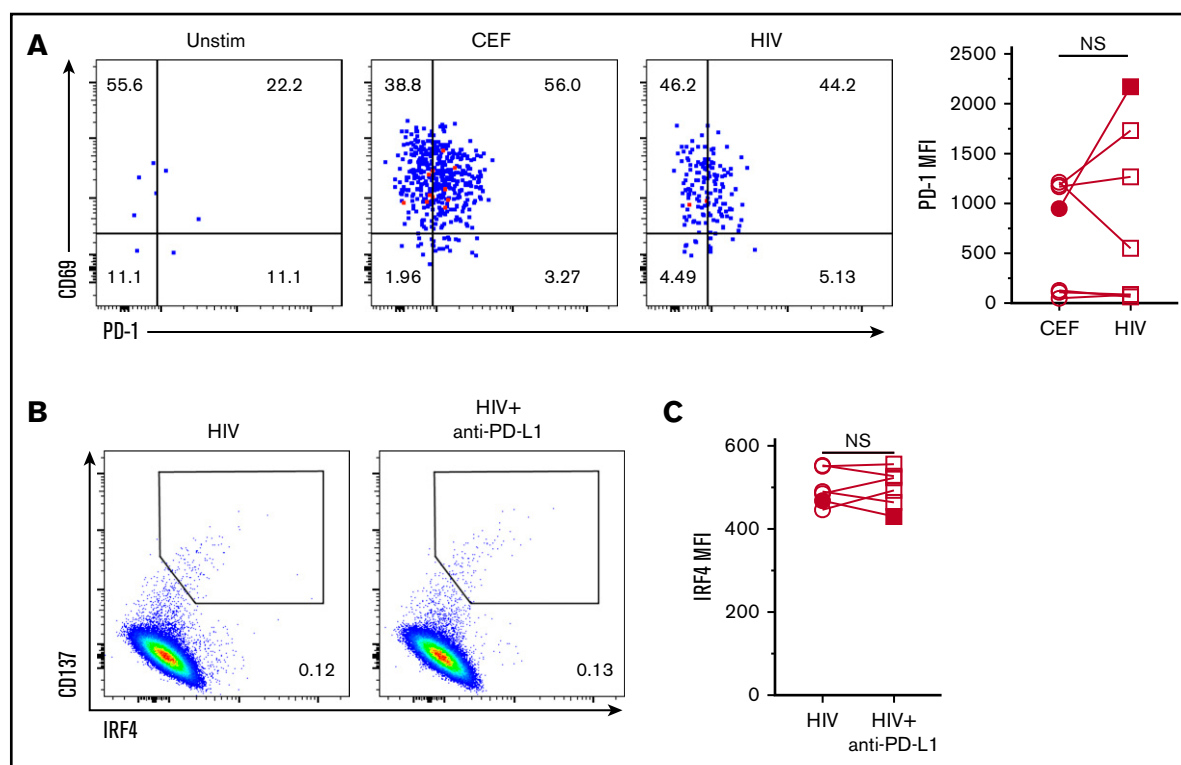 A
Unstim
CEF
HIV
55.6
22.2
11.1
11.1
38.8
56.0
1.96
3.27
46.2
44.2
4.49
5.13
CD69
PD-1
NS
PD-1 MFI
2500
2000
1500
1000
500
0
CEF
HIV
B
HIV
HIV+
anti-PD-L1
0.12
0.13
CD137
IRF4
C
NS
IRF4 MFI
600
400
200
0
HIV
HIV+
anti-PD-L1